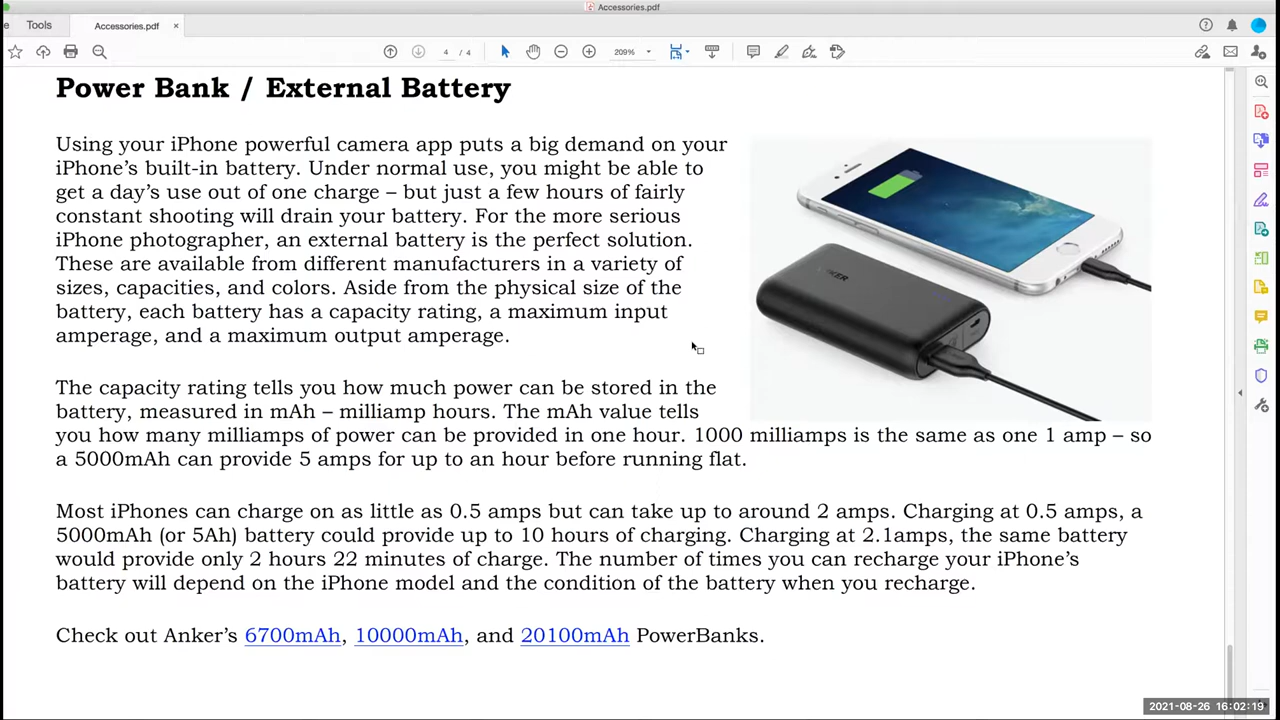 Accessories.pdf
e
Tools
Accessories.pdf ×
4 / 4
209%
Power Bank / External Battery
Using your iPhone powerful camera app puts a big demand on your
iPhone's built-in battery. Under normal use, you might be able to
get a day's use out of one charge – but just a few hours of fairly
constant shooting will drain your battery. For the more serious
iPhone photographer, an external battery is the perfect solution.
These are available from different manufacturers in a variety of
sizes, capacities, and colors. Aside from the physical size of the
battery, each battery has a capacity rating, a maximum input
amperage, and a maximum output amperage.
The capacity rating tells you how much power can be stored in the
battery, measured in mAh – milliamp hours. The mAh value tells
you how many milliamps of power can be provided in one hour. 1000 milliamps is the same as one 1 amp – so
a 5000mAh can provide 5 amps for up to an hour before running flat.
Most iPhones can charge on as little as 0.5 amps but can take up to around 2 amps. Charging at 0.5 amps, a
5000mAh (or 5Ah) battery could provide up to 10 hours of charging. Charging at 2.1amps, the same battery
would provide only 2 hours 22 minutes of charge. The number of times you can recharge your iPhone's
battery will depend on the iPhone model and the condition of the battery when you recharge.
Check out Anker's 6700mAh, 10000mAh, and 20100mAh PowerBanks.
2021-08-26 16:02:19